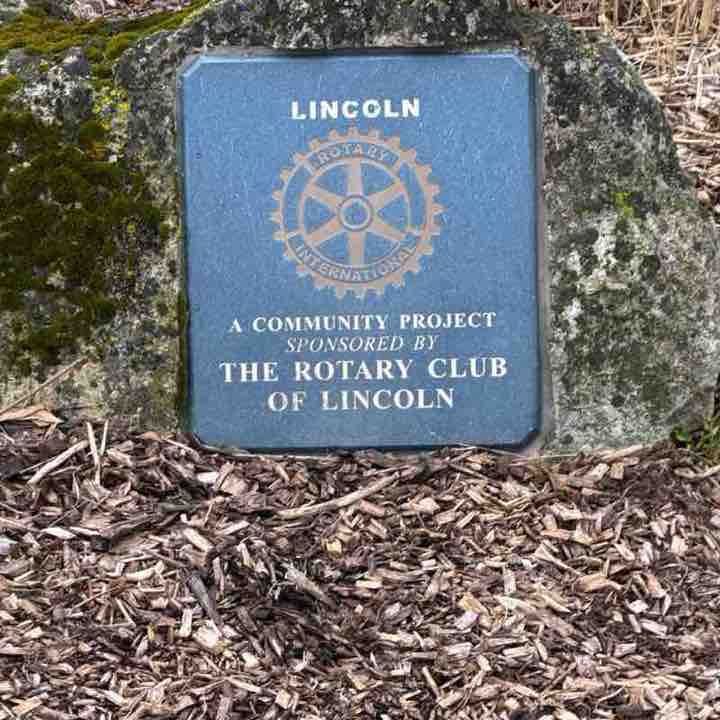 LINCOLN
ROTARY
INTERNATIONAL
A COMMUNITY PROJECT
SPONSORED BY
THE ROTARY CLUB
OF LINCOLN